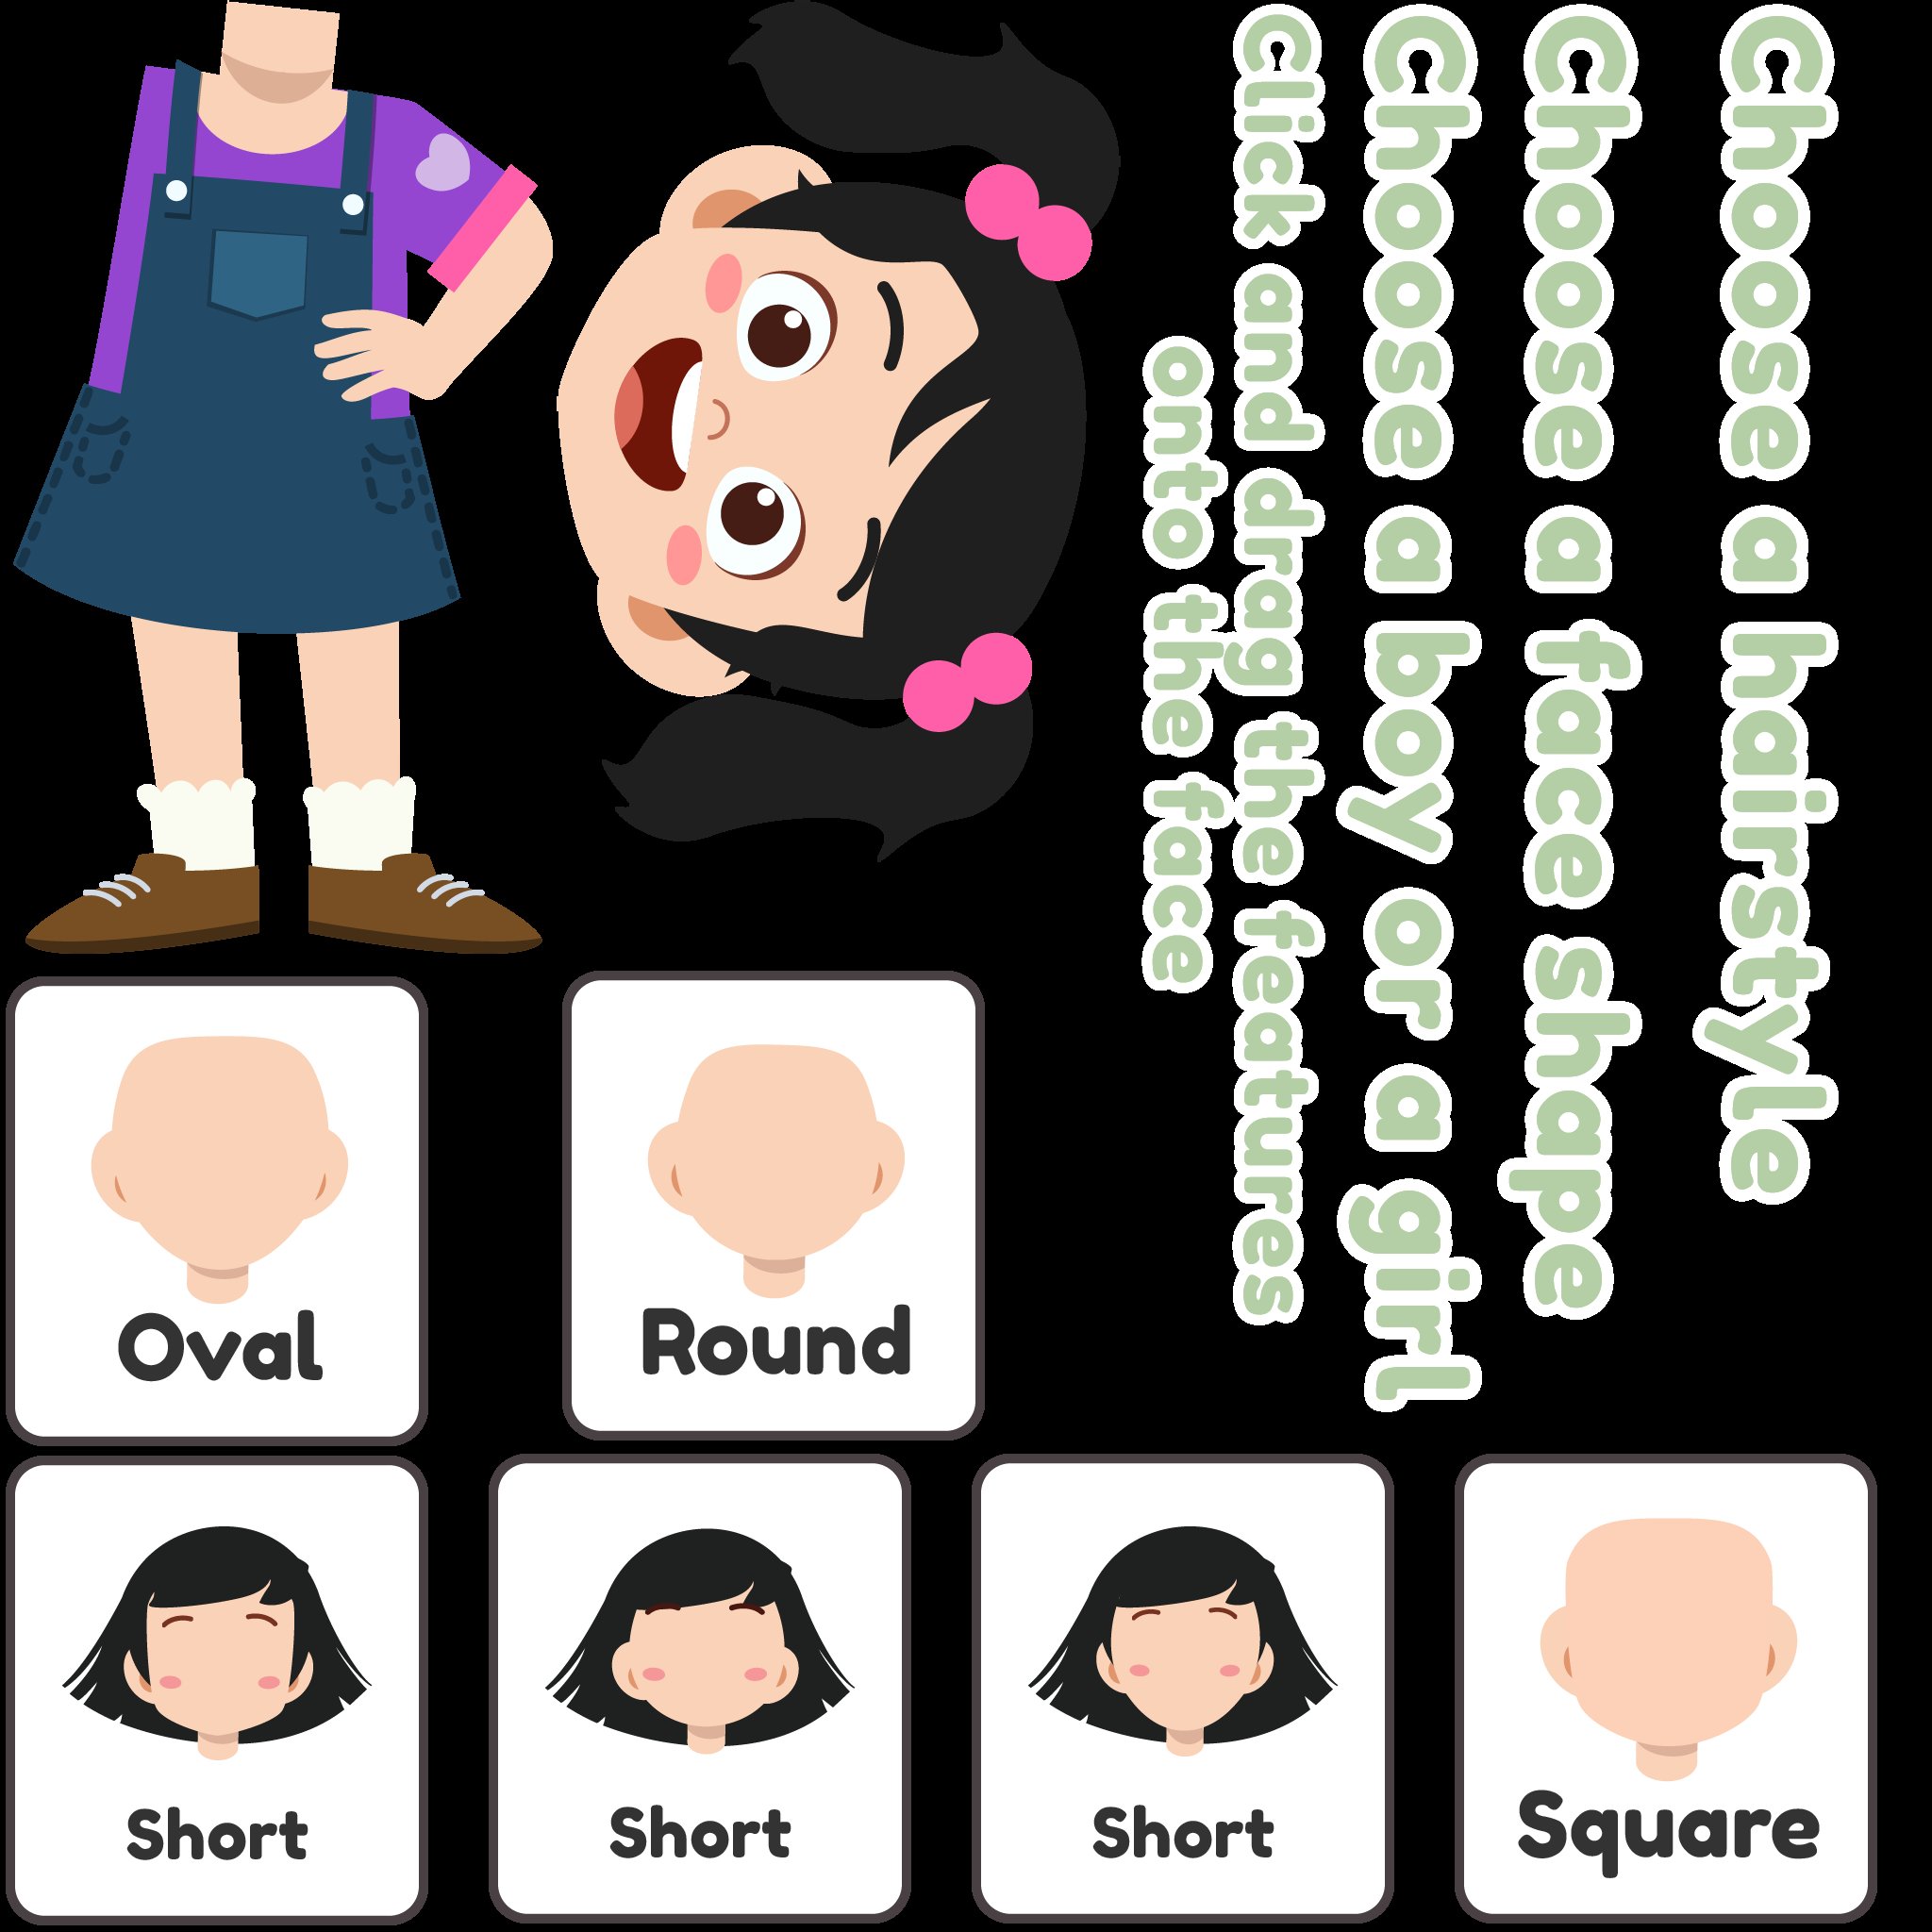 Choose a hairstyle
Choose a face shape
Choose a boy or a girl
Click and drag the features
onto the face
Oval
Round
Short
Short
Short
Square